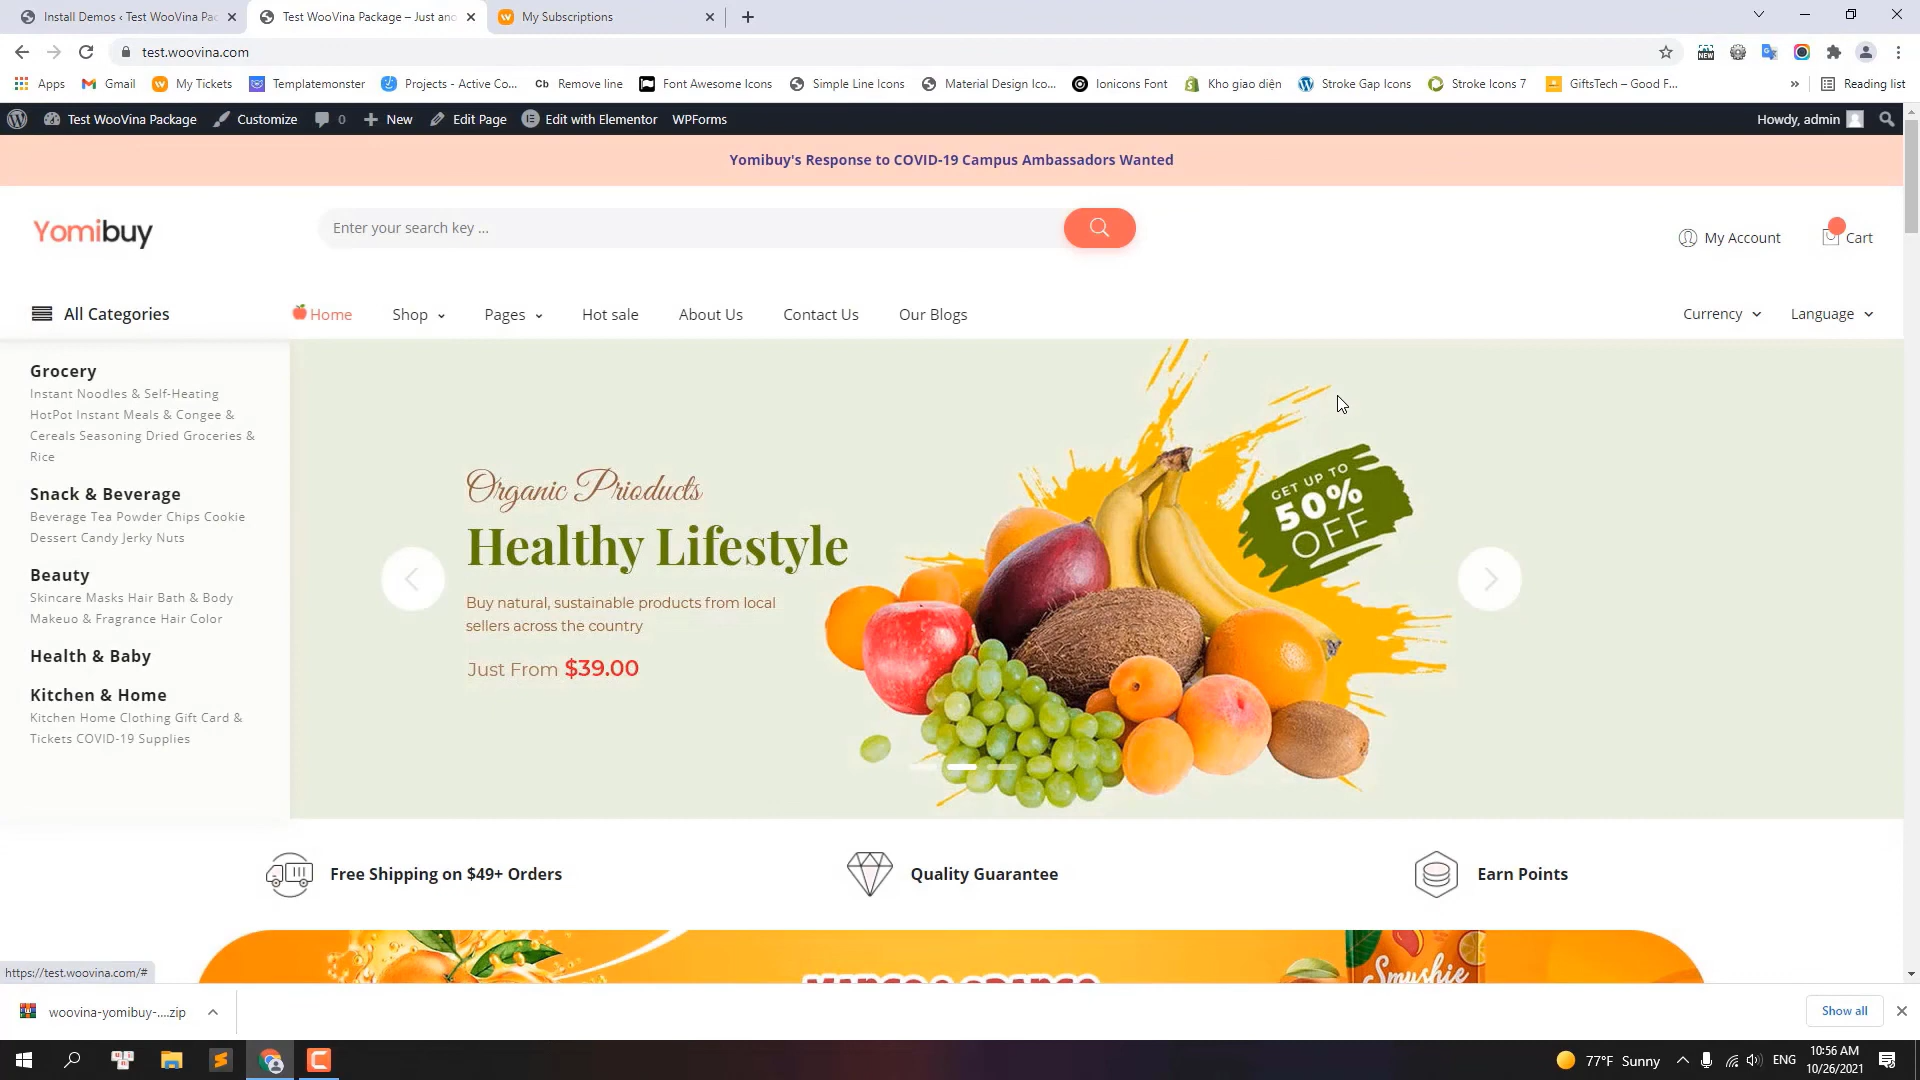 Install Demos ‹ Test WooVina Pac
Test WooVina Package – Just ano
My Subscriptions
test.woovina.com
Apps
Gmail
My Tickets
Templatemonster
Projects - Active Co...
Cb Remove line
Font Awesome Icons
Simple Line Icons
Material Design Ico...
Ionicons Font
Kho giao diện
Stroke Gap Icons
Stroke Icons 7
GiftsTech – Good F...
»
Reading list
Test WooVina Package
Customize
0
New
Edit Page
Edit with Elementor
WPForms
Howdy, admin
Yomibuy's Response to COVID-19 Campus Ambassadors Wanted
Yomibuy
Enter your search key ...
My Account
Cart
All Categories
Home
Shop
Pages
Hot sale
About Us
Contact Us
Our Blogs
Currency
Language
Grocery
Instant Noodles & Self-Heating
HotPot Instant Meals & Congee &
Cereals Seasoning Dried Groceries &
Rice
Snack & Beverage
Beverage Tea Powder Chips Cookie
Dessert Candy Jerky Nuts
Beauty
Skincare Masks Hair Bath & Body
Makeuo & Fragrance Hair Color
Health & Baby
Kitchen & Home
Kitchen Home Clothing Gift Card &
Tickets COVID-19 Supplies
Organic Prioducts
Healthy Lifestyle
Buy natural, sustainable products from local
sellers across the country
Just From $39.00
GET UP TO
50%
OFF
Free Shipping on $49+ Orders
Quality Guarantee
Earn Points
Smushie
https://test.woovina.com/#
woovina-yomibuy-....zip
Show all
77°F Sunny
ENG
10:56 AM
10/26/2021